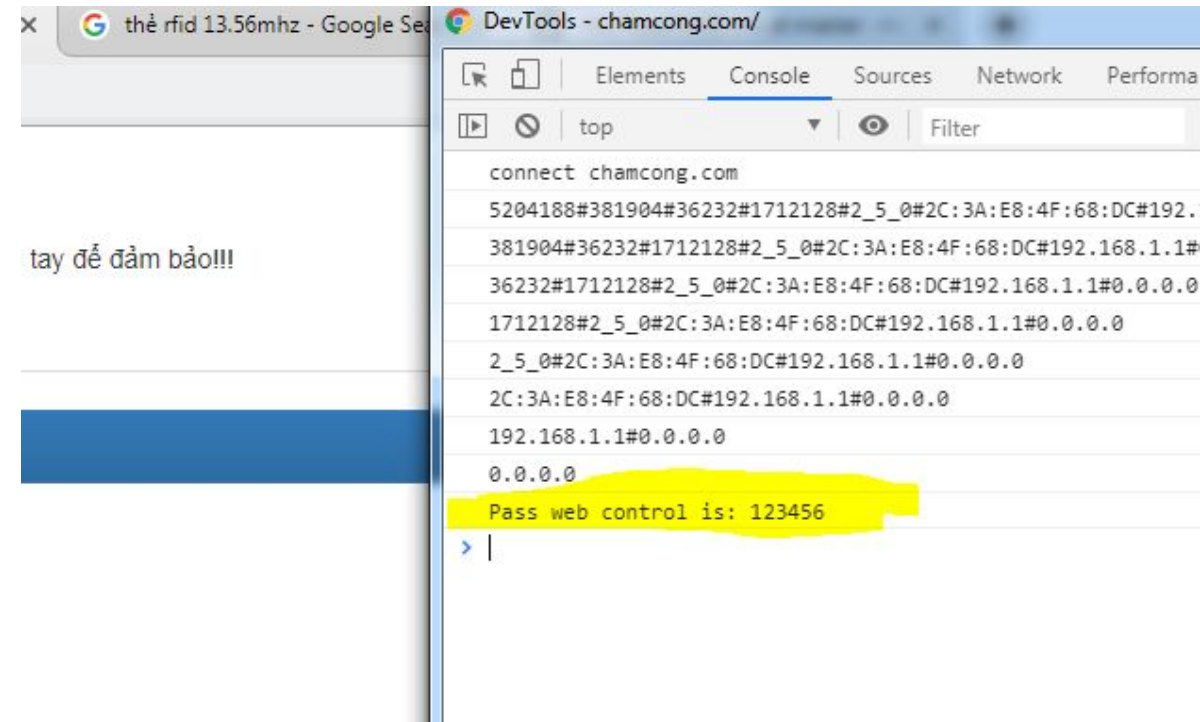 thẻ rfid 13.56mhz - Google Sea
DevTools - chamcong.com/
Elements Console Sources Network Performa
top Filter
connect chamcong.com
5204188#381904#36232#1712128#2_5_0#2C:3A:E8:4F:68:DC#192.
381904#36232#1712128#2_5_0#2C:3A:E8:4F:68:DC#192.168.1.1#
36232#1712128#2_5_0#2C:3A:E8:4F:68:DC#192.168.1.1#0.0.0.0
tay để đảm bảo!!!
1712128#2_5_0#2C:3A:E8:4F:68:DC#192.168.1.1#0.0.0.0
2_5_0#2C:3A:E8:4F:68:DC#192.168.1.1#0.0.0.0
2C:3A:E8:4F:68:DC#192.168.1.1#0.0.0.0
192.168.1.1#0.0.0.0
0.0.0.0
Pass web control is: 123456